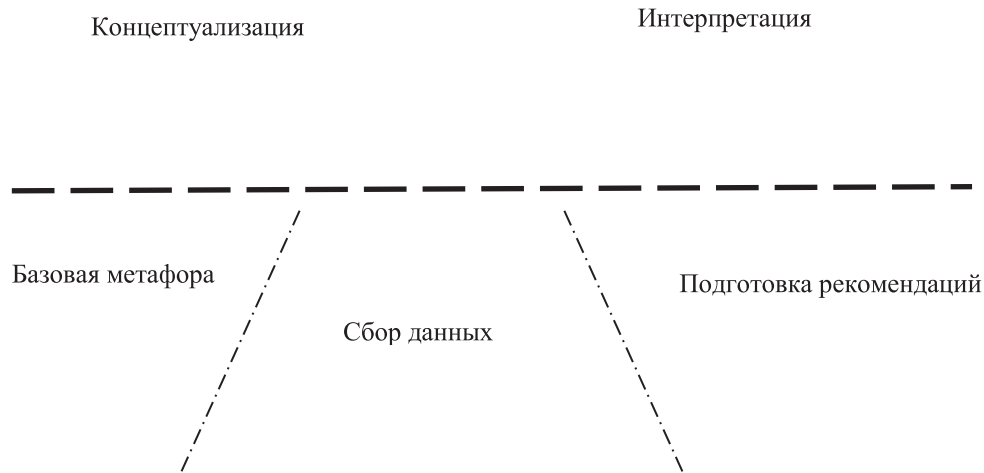 Концептуализация
Интерпретация
Базовая метафора
Подготовка рекомендаций
Сбор данных